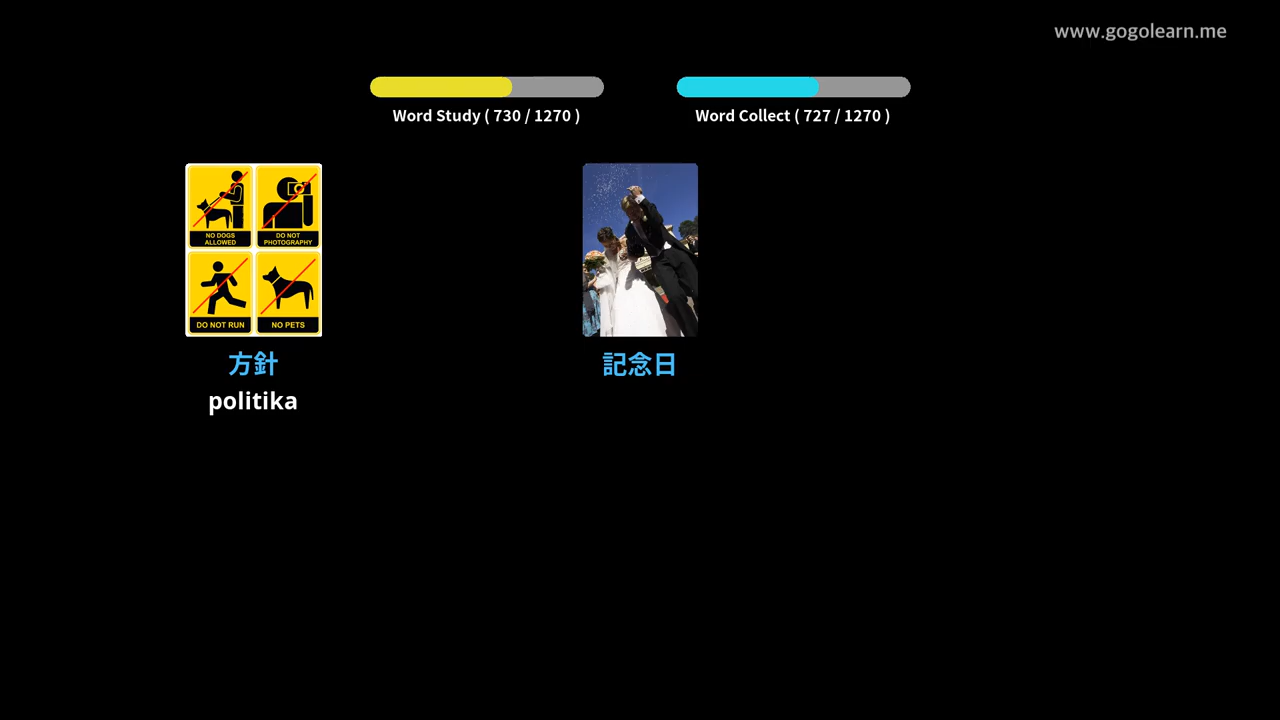 www.gogolearn.me
Word Study ( 730 / 1270 )
Word Collect ( 727 / 1270 )
NO DOGS
ALLOWED
DO NOT
PHOTOGRAPHY
DO NOT RUN
NO PETS
方針
politika
記念日